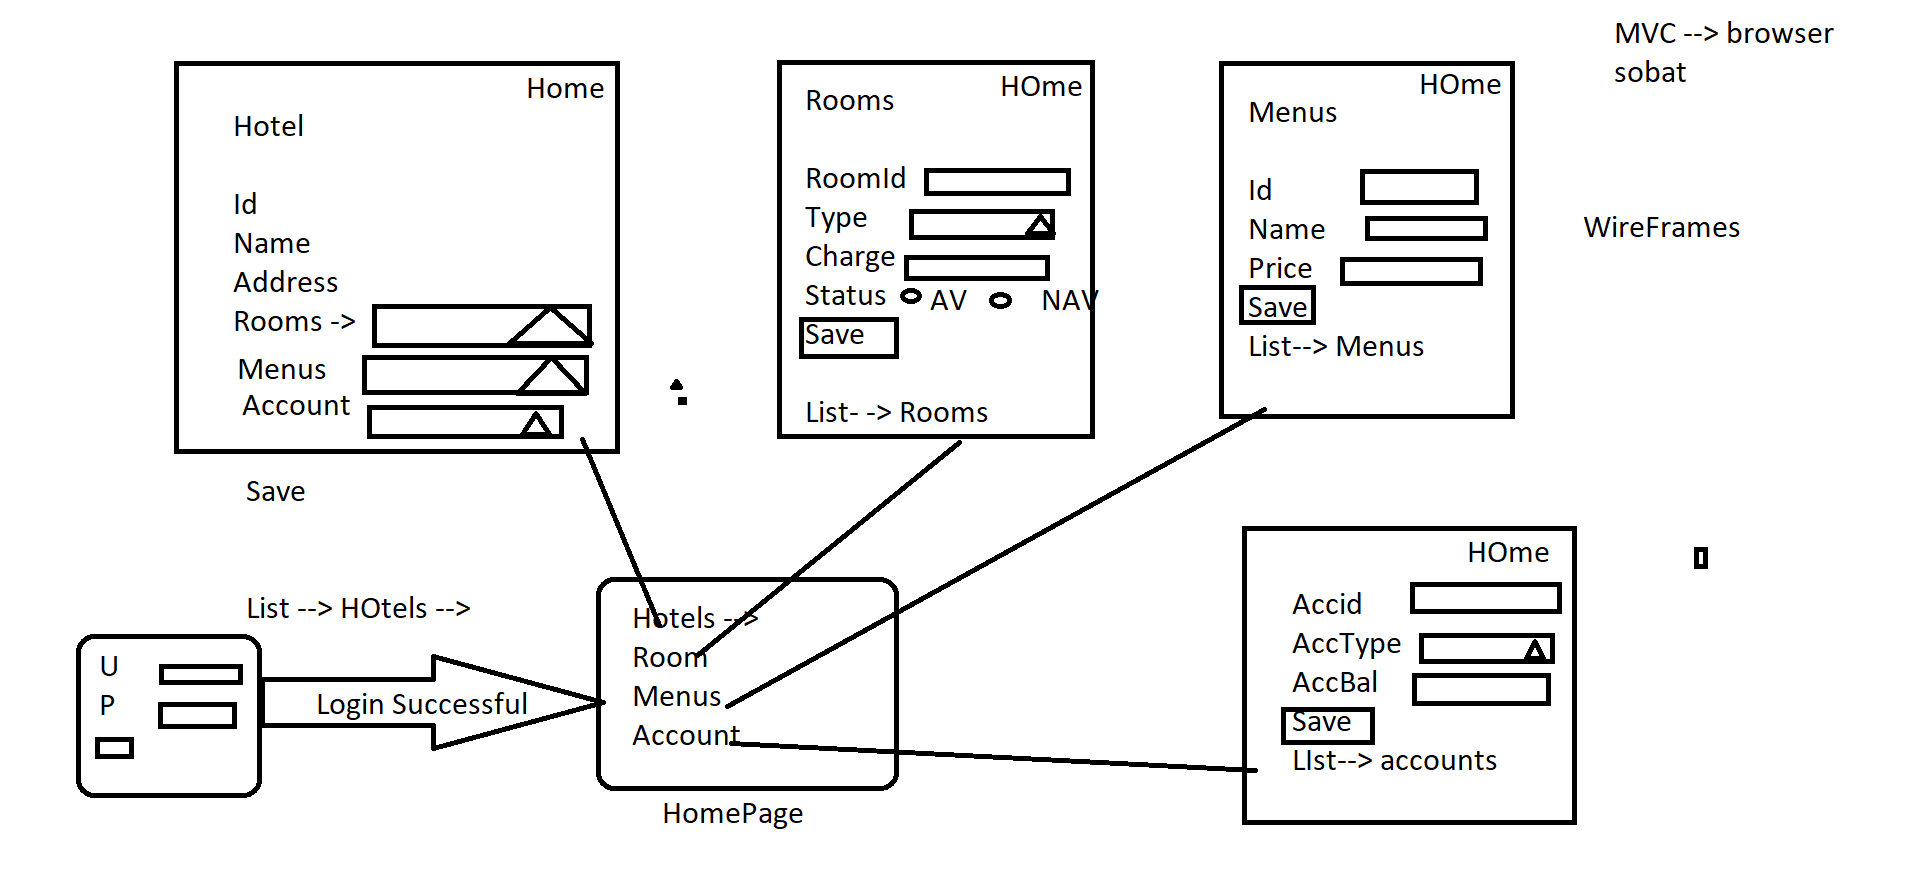 MVC --> browser
sobat
WireFrames
Home
Hotel
Id
Name
Address
Rooms ->
Menus
Account
Save
List --> HOtels -->
HOme
Rooms
RoomId
Type
Charge
Status AV NAV
Save
List- -> Rooms
HOme
Menus
Id
Name
Price
Save
List--> Menus
U
P
Login Successful
Hotels -->
Room
Menus
Account
HomePage
HOme
Accid
AccType
AccBal
Save
LIst--> accounts